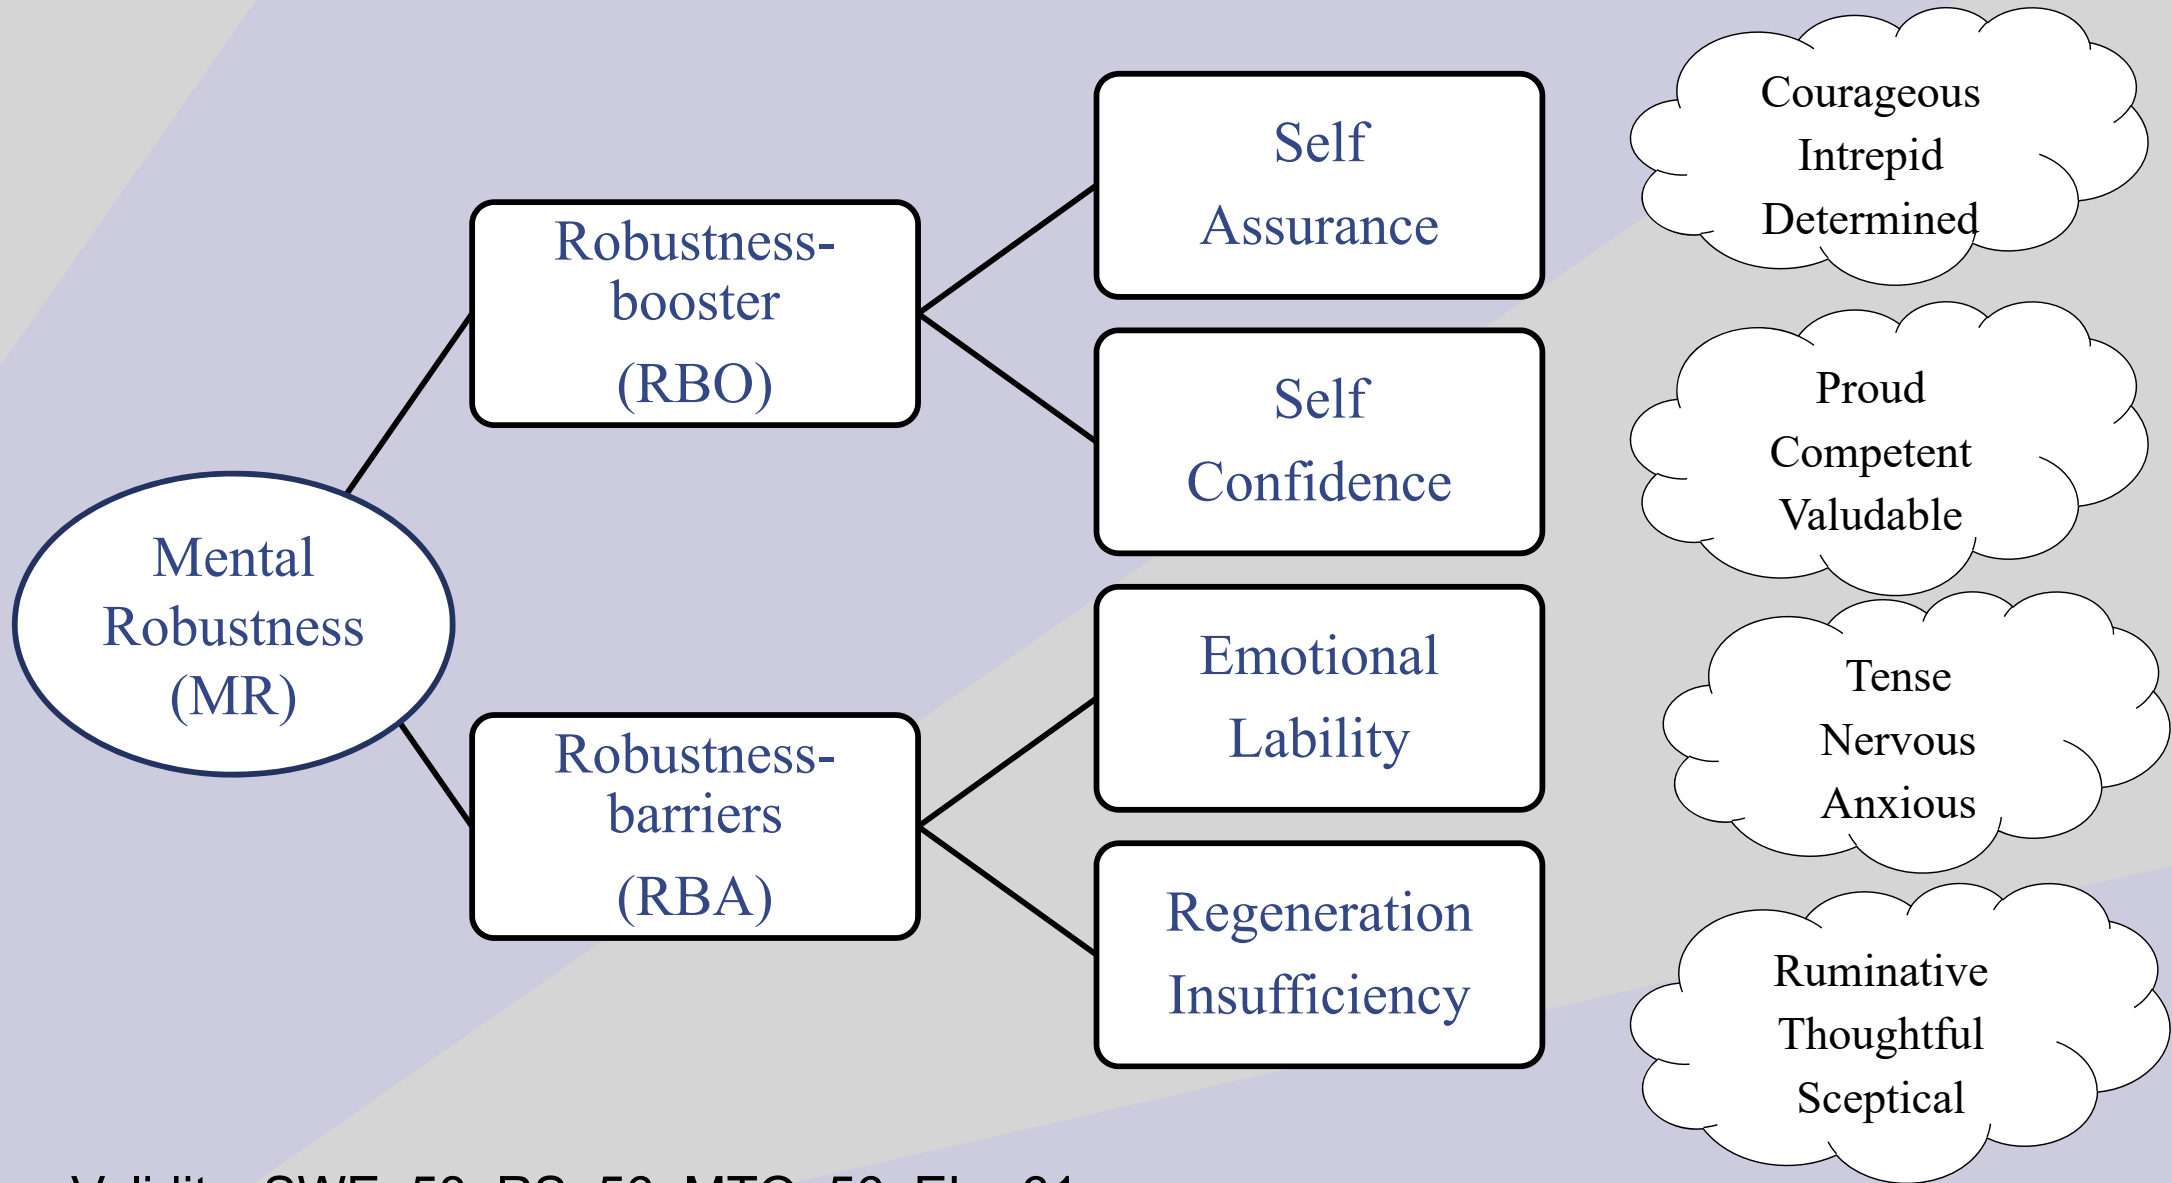 Mental
Robustness
(MR)
Robustness-
booster
(RBO)
Robustness-
barriers
(RBA)
Self
Assurance
Self
Confidence
Emotional
Lability
Regeneration
Insufficiency
Courageous
Intrepid
Determined
Proud
Competent
Valudable
Tense
Nervous
Anxious
Ruminative
Thoughtful
Sceptical